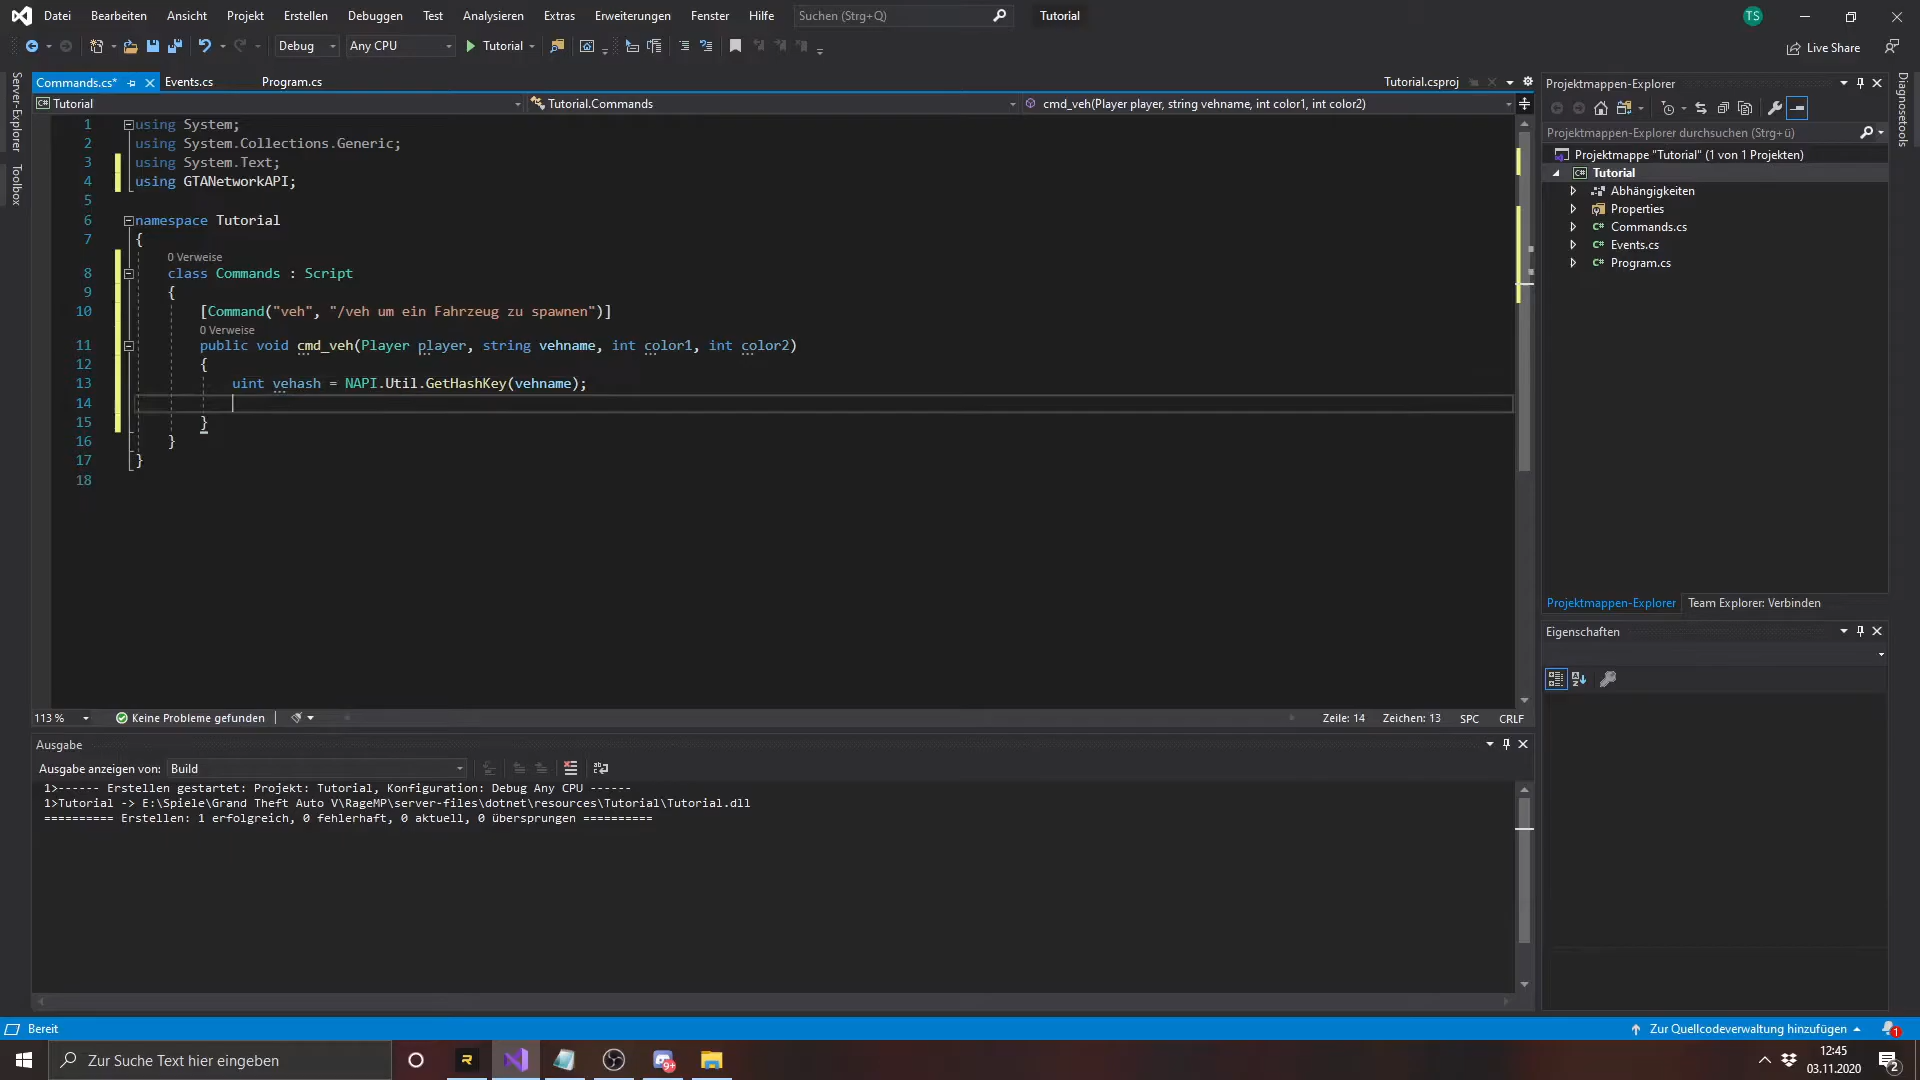 Datei Bearbeiten Ansicht Projekt Erstellen Debuggen Test Analysieren Extras Erweiterungen Fenster Hilfe Suchen (Strg+Q) Tutorial TS
Debug Any CPU Tutorial Live Share
Server-Explorer
Toolbox
Commands.cs* Events.cs Program.cs Tutorial.csproj
Tutorial Tutorial.Commands cmd_veh(Player player, string vehname, int color1, int color2)
1 using System;
2 using System.Collections.Generic;
3 using System.Text;
4 using GTANetworkAPI;
5
6 namespace Tutorial
7 {
0 Verweise
8 class Commands : Script
9 {
10 [Command("veh", "/veh um ein Fahrzeug zu spawnen")]
0 Verweise
11 public void cmd_veh(Player player, string vehname, int color1, int color2)
12 {
13 uint vehash = NAPI.Util.GetHashKey(vehname);
14
15 }
16 }
17 }
18
113 % Keine Probleme gefunden Zeile: 14 Zeichen: 13 SPC CRLF
Ausgabe
Ausgabe anzeigen von: Build
1>------ Erstellen gestartet: Projekt: Tutorial, Konfiguration: Debug Any CPU ------
1>Tutorial -> E:\Spiele\Grand Theft Auto V\RageMP\server-files\dotnet\resources\Tutorial\Tutorial.dll
========== Erstellen: 1 erfolgreich, 0 fehlerhaft, 0 aktuell, 0 übersprungen ==========
Projektmappen-Explorer
Projektmappen-Explorer durchsuchen (Strg+ü)
Projektmappe "Tutorial" (1 von 1 Projekten)
Tutorial
Abhängigkeiten
Properties
Commands.cs
Events.cs
Program.cs
Projektmappen-Explorer Team Explorer: Verbinden
Eigenschaften
Diagnosetools
Bereit Zur Quellcodeverwaltung hinzufügen 1
Zur Suche Text hier eingeben
R
9+
12:45
03.11.2020
2